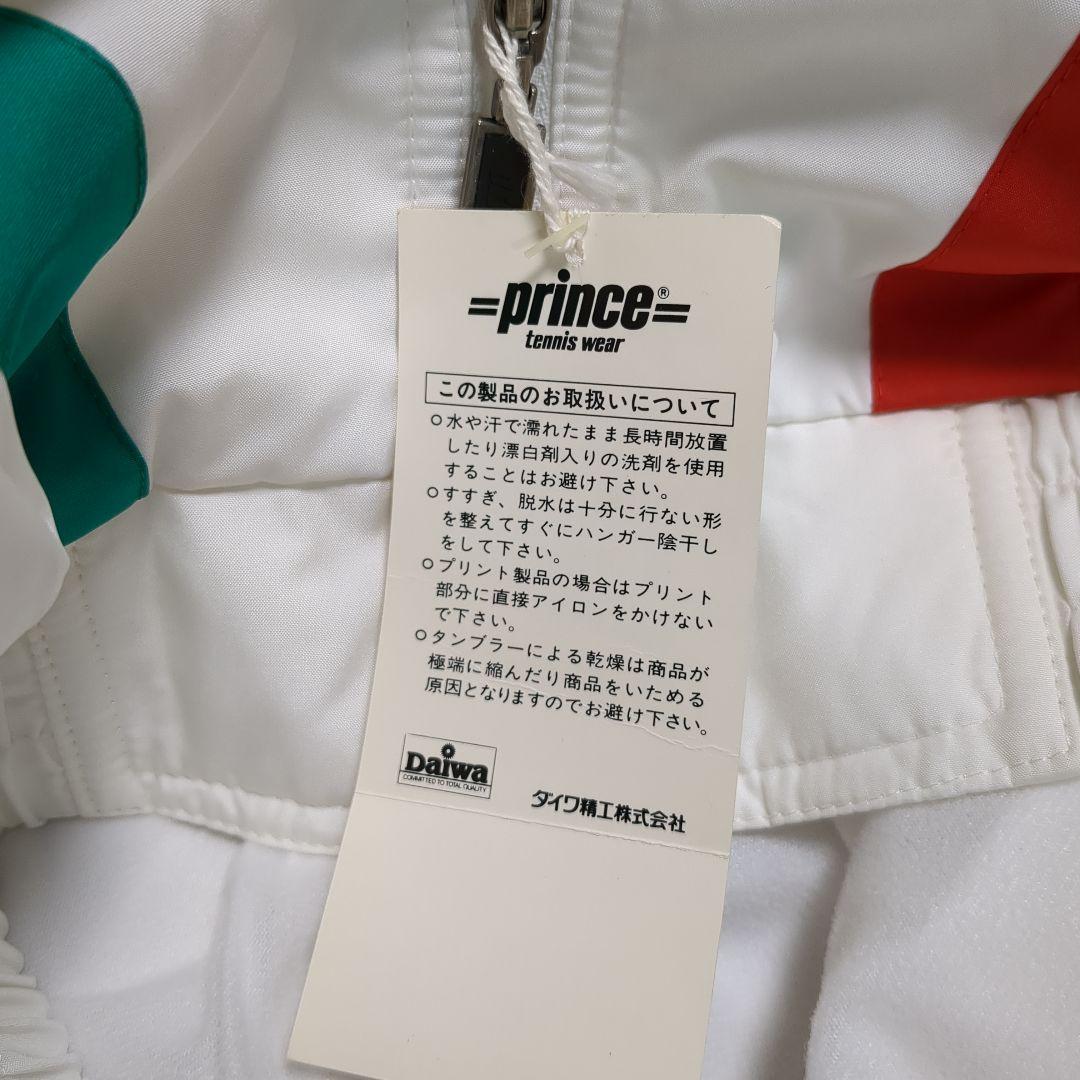 =prince®=
tennis wear
この製品のお取扱いについて
○水や汗で濡れたまま長時間放置
したり漂白剤入りの洗剤を使用
することはお避け下さい。
○すすぎ、脱水は十分に行ない形
を整えてすぐにハンガー陰干し
をして下さい。
○プリント製品の場合はプリント
部分に直接アイロンをかけない
で下さい。
○タンブラーによる乾燥は商品が
極端に縮んだり商品をいためる
原因となりますのでお避け下さい。
Daiwa
COMMITTED TO TOTAL QUALITY
ダイワ精工株式会社